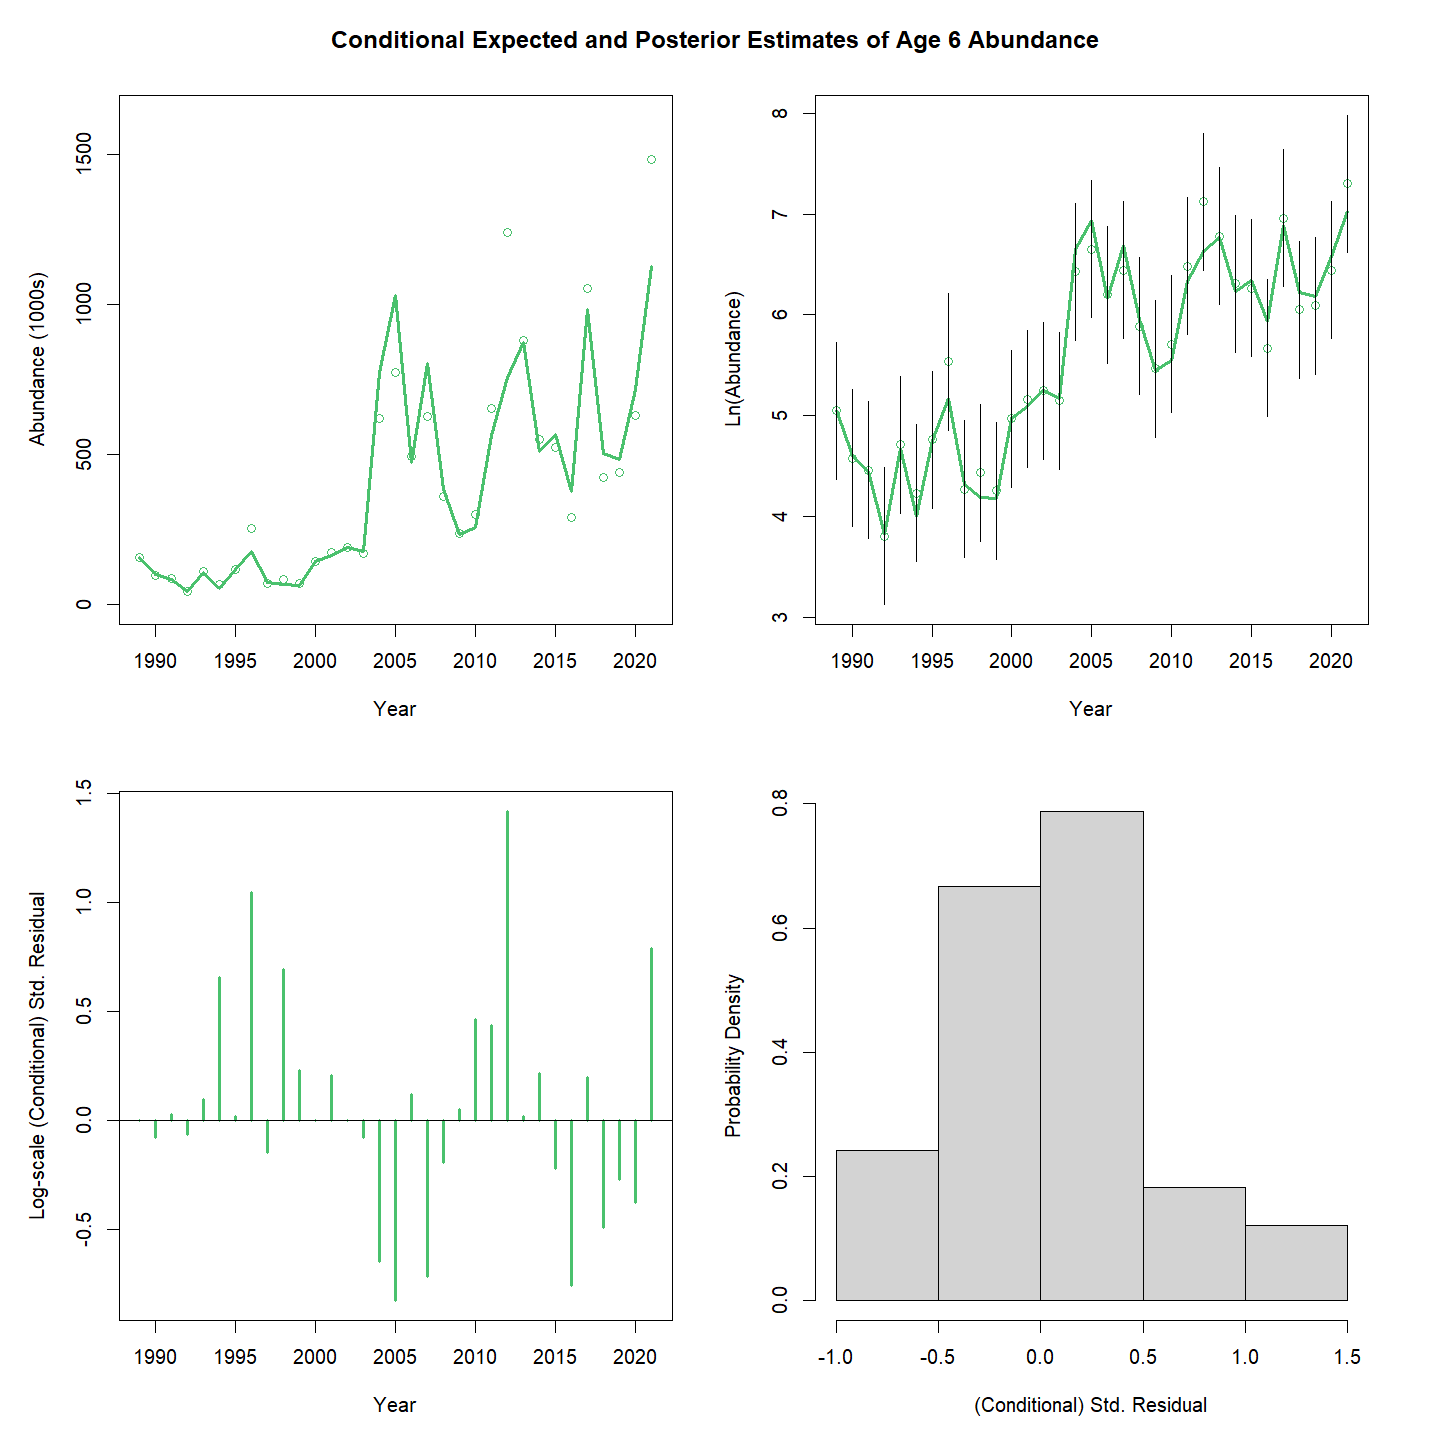 Conditional Expected and Posterior Estimates of Age 6 Abundance
Abundance (1000s)
1500
1000
500
0
1990 1995 2000 2005 2010 2015 2020
Year
Ln(Abundance)
8
7
6
5
4
3
1990 1995 2000 2005 2010 2015 2020
Year
Log-scale (Conditional) Std. Residual
1.5
1.0
0.5
0.0
-0.5
1990 1995 2000 2005 2010 2015 2020
Year
Probability Density
0.8
0.6
0.4
0.2
0.0
-1.0 -0.5 0.0 0.5 1.0 1.5
(Conditional) Std. Residual